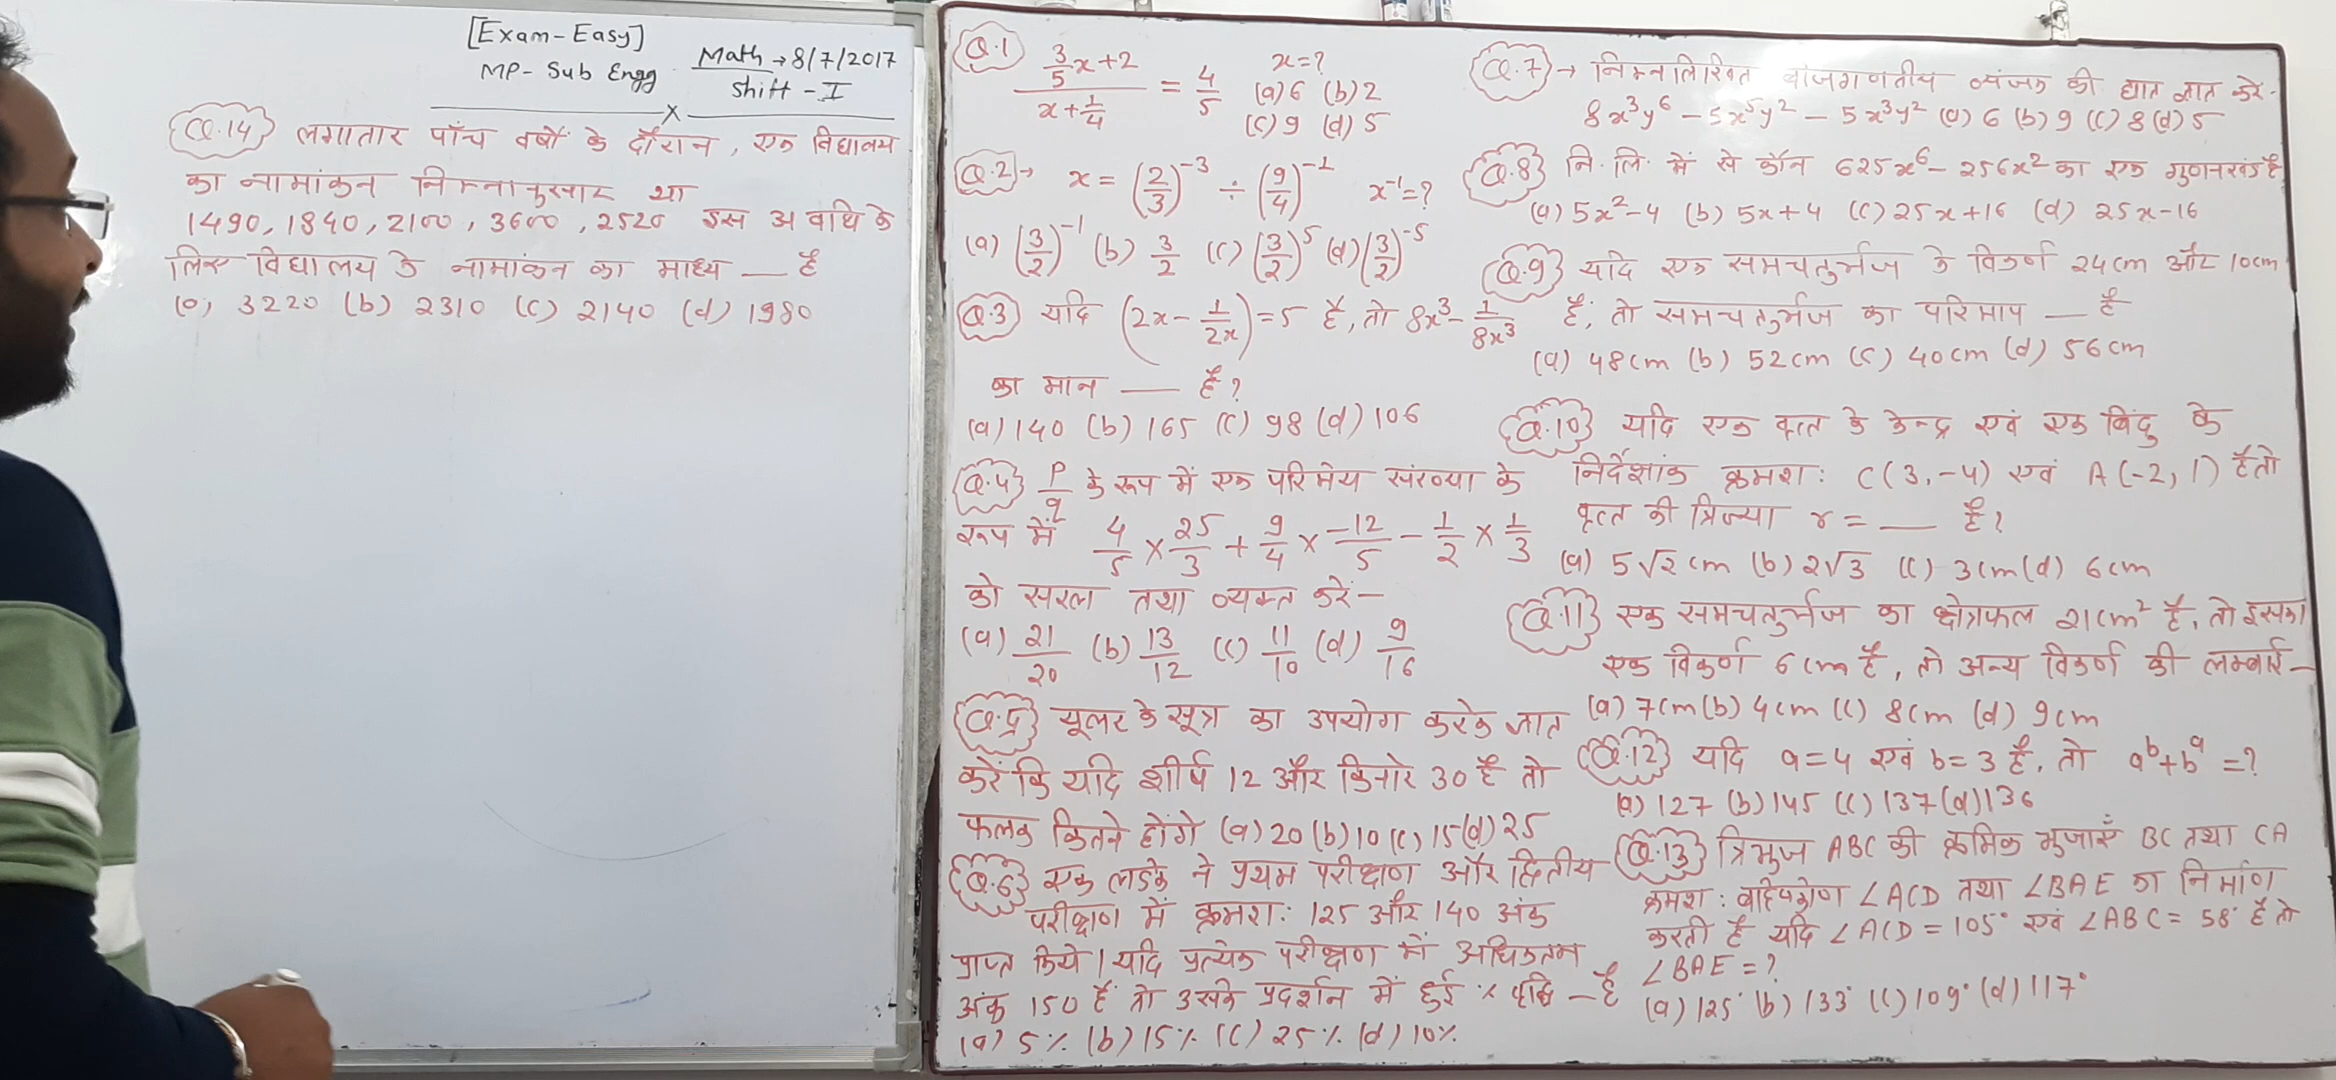 [Exam-Easy]
MP- Sub Engg. Math → 8/7/2017
Shift - I
x
Q.14 लगातार पाँच वर्षों के दौरान, एक विद्यालय
का नामांकन निम्नानुसार था
1490, 1840, 2100, 3600, 2520 इस अवधि के
लिए विद्यालय के नामांकन का माध्य — है
(a) 3220 (b) 2310 (c) 2140 (d) 1980
Q.1 (3/5 x+2)/(x+1/4) = 4/5 x=?
(a) 6 (b) 2
(c) 9 (d) 5
Q.2 → x = (2/3)^-3 ÷ (9/4)^-1 x^-1=?
(a) (3/2)^-1 (b) 3/2 (c) (3/2)^5 (d) (3/2)^-5
Q.3 यदि (2x - 1/2x) = 5 है, तो 8x³ - 1/8x³
का मान — है?
(a) 140 (b) 165 (c) 98 (d) 106
Q.4 P/q के रूप में एक परिमेय संख्या के
रूप में 4/5 × 25/3 + 9/4 × -12/5 - 1/2 × 1/3
को सरल तथा व्यक्त करें -
(a) 21/20 (b) 13/12 (c) 11/10 (d) 9/16
Q.5 यूलर के सूत्र का उपयोग करके ज्ञात
करें कि यदि शीर्ष 12 और किनारे 30 है तो
फलक कितने होंगे (a) 20 (b) 10 (c) 15 (d) 25
Q.6 एक लडके ने प्रथम परीक्षण और द्वितीय
परीक्षण में क्रमश: 125 और 140 अंक
प्राप्त किये। यदि प्रत्येक परीक्षण में अधिकतम
अंक 150 हैं तो उसके प्रदर्शन में हुई % वृद्धि — है
(a) 5% (b) 15% (c) 25% (d) 10%
Q.7 → निम्नलिखित बीजगणतीय व्यंजक की घात ज्ञात करे-
8x³y⁶ - 5x⁵y² - 5x³y² (a) 6 (b) 9 (c) 8 (d) 5
Q.8 नि. लि. में से कौन 625x⁶ - 256x² का एक गुणनखंड है
(a) 5x²-4 (b) 5x+4 (c) 25x+16 (d) 25x-16
Q.9 यदि एक समचतुर्भुज के विकर्ण 24cm और 10cm
हैं, तो समचतुर्भुज का परिमाप — है
(a) 48cm (b) 52cm (c) 40cm (d) 56cm
Q.10 यदि एक वृत्त के केन्द्र एवं एक बिंदु के
निर्देशांक क्रमश: C(3,-4) एवं A(-2,1) है तो
वृत्त की त्रिज्या r = — है?
(a) 5√2 cm (b) 2√3 (c) 3cm (d) 6cm
Q.11 एक समचतुर्भुज का क्षेत्रफल 21cm² है, तो इसका
एक विकर्ण 6cm है, तो अन्य विकर्ण की लम्बाई-
(a) 7cm (b) 4cm (c) 8cm (d) 9cm
Q.12 यदि a=4 एवं b=3 है, तो a^b+b^a =?
(a) 127 (b) 145 (c) 137 (d) 136
Q.13 त्रिभुज ABC की क्रमिक भुजाएँ BC तथा CA
क्रमश: बाह्यकोण ∠ACD तथा ∠BAE का निर्माण
करती है यदि ∠ACD = 105° एवं ∠ABC = 58° है तो
∠BAE = ?
(a) 125° (b) 133° (c) 109° (d) 117°